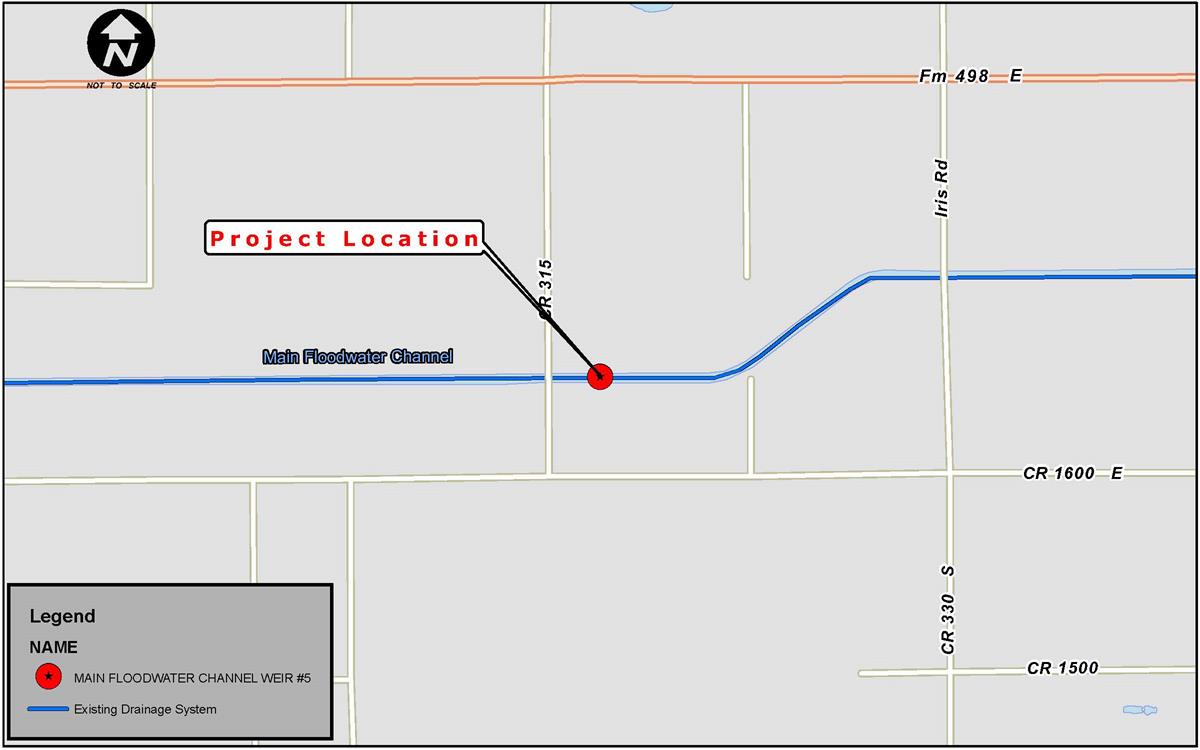 N
NOT TO SCALE
Fm 498 E
Iris Rd
Project Location
CR 315
Main Floodwater Channel
CR 1600 E
CR 330 S
CR 1500
Legend
NAME
MAIN FLOODWATER CHANNEL WEIR #5
Existing Drainage System